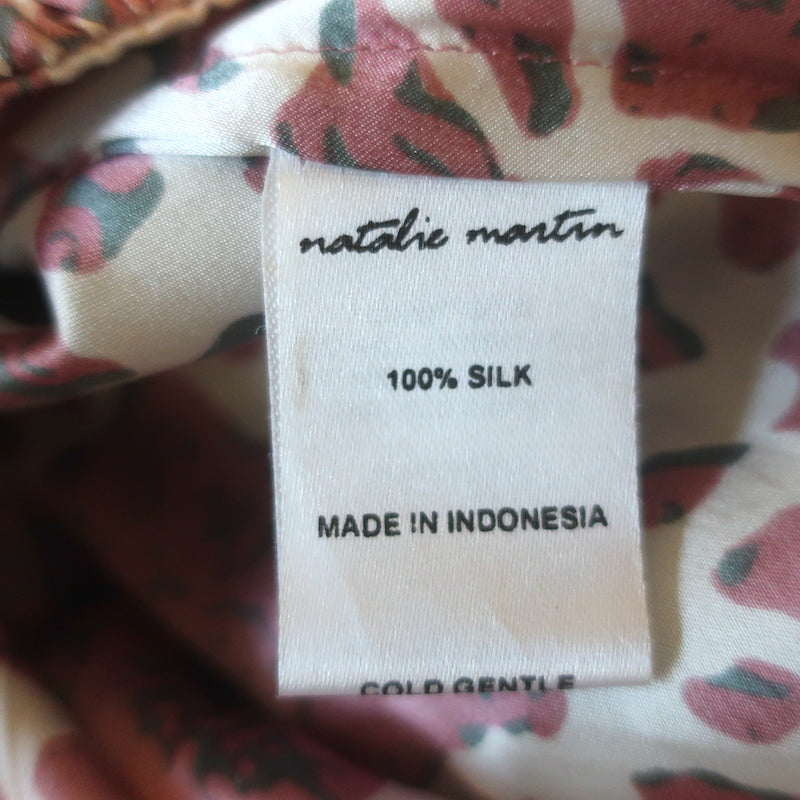 natalie martin
100% SILK
MADE IN INDONESIA
COLD GENTLE